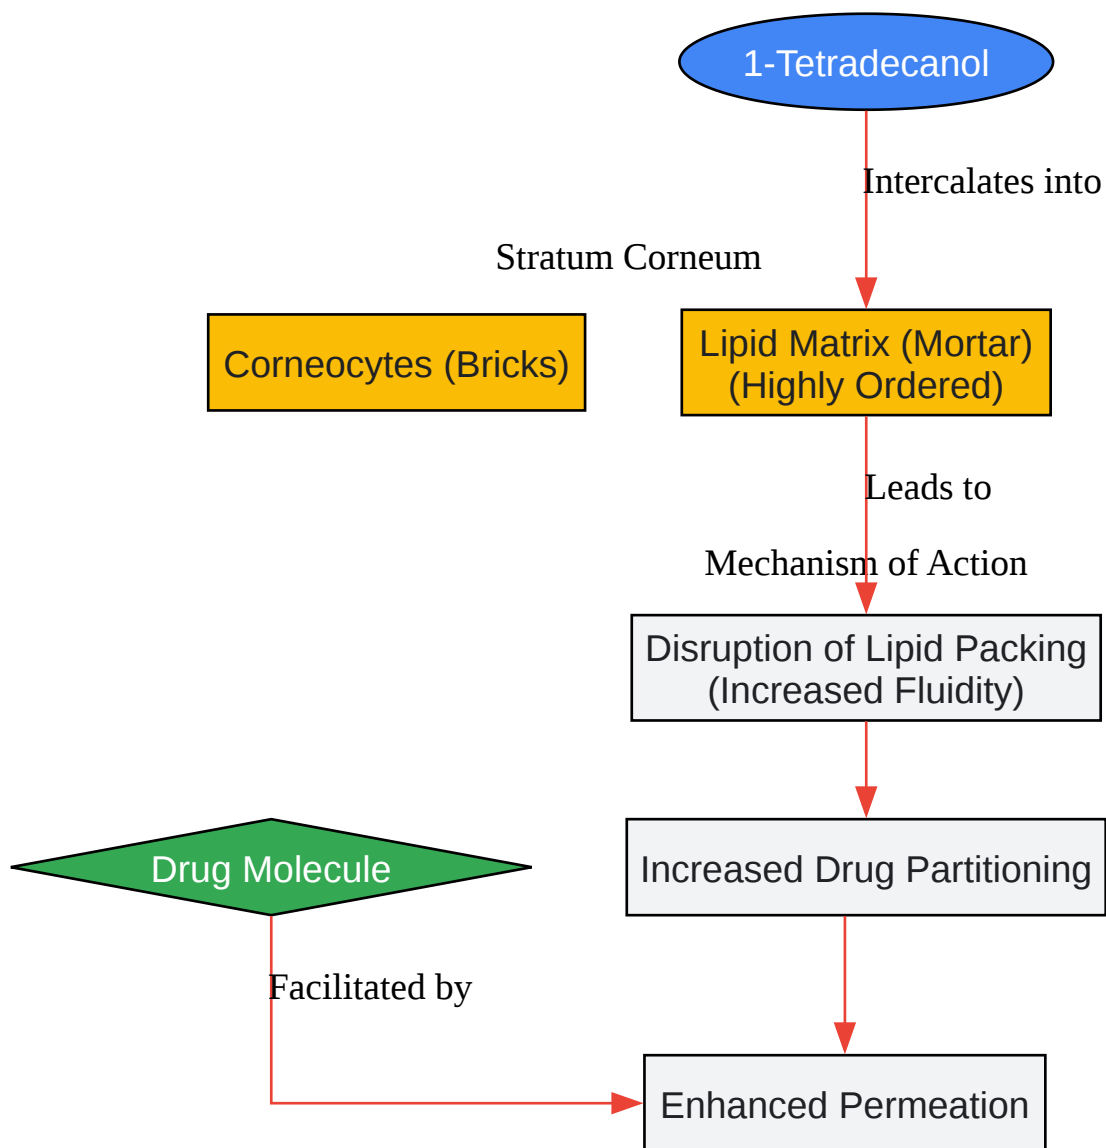 1-Tetradecanol
Intercalates into
Stratum Corneum
Corneocytes (Bricks)
Lipid Matrix (Mortar)
(Highly Ordered)
Leads to
Mechanism of Action
Disruption of Lipid Packing
(Increased Fluidity)
Drug Molecule
Increased Drug Partitioning
Facilitated by
Enhanced Permeation